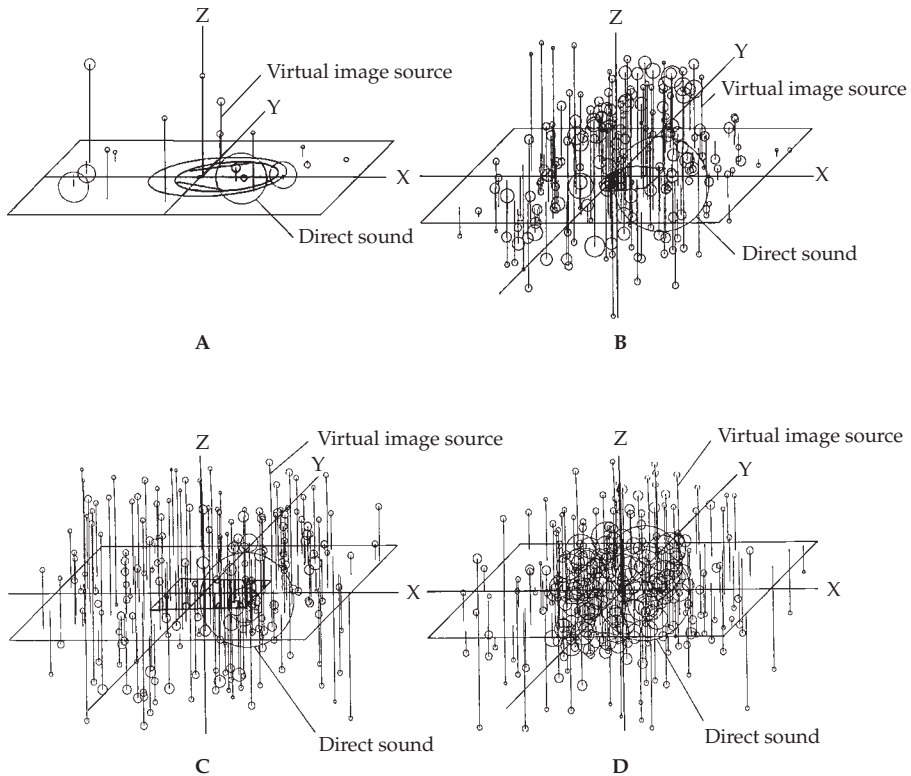 Z
Virtual image source
Y
X
Direct sound
A
Z
Y
Virtual image source
X
Direct sound
B
Z
Virtual image source
Y
X
Direct sound
C
Z
Virtual image source
Y
X
Direct sound
D